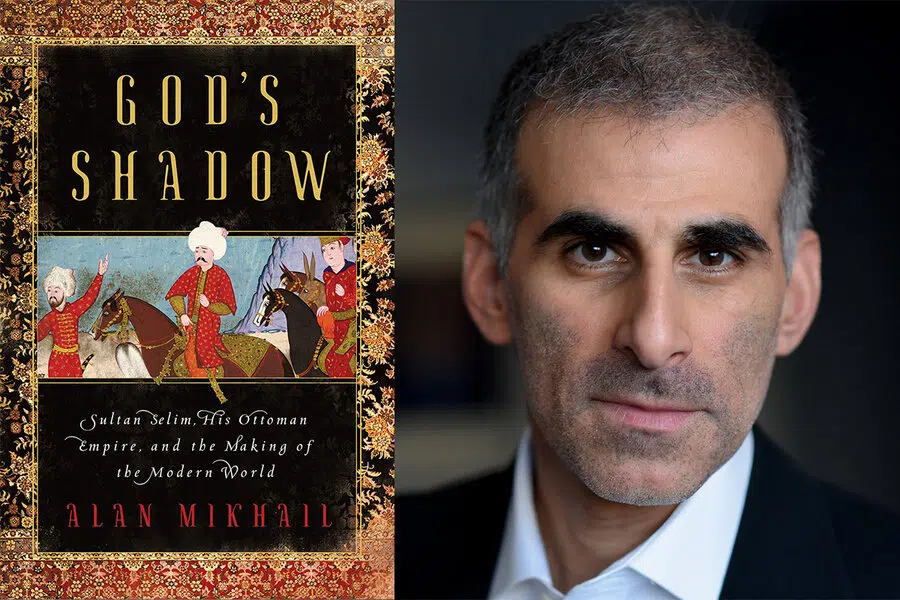 GOD'S
SHADOW
Sultan Selim, His Ottoman
Empire, and the Making of
the Modern World
ALAN MIKHAIL